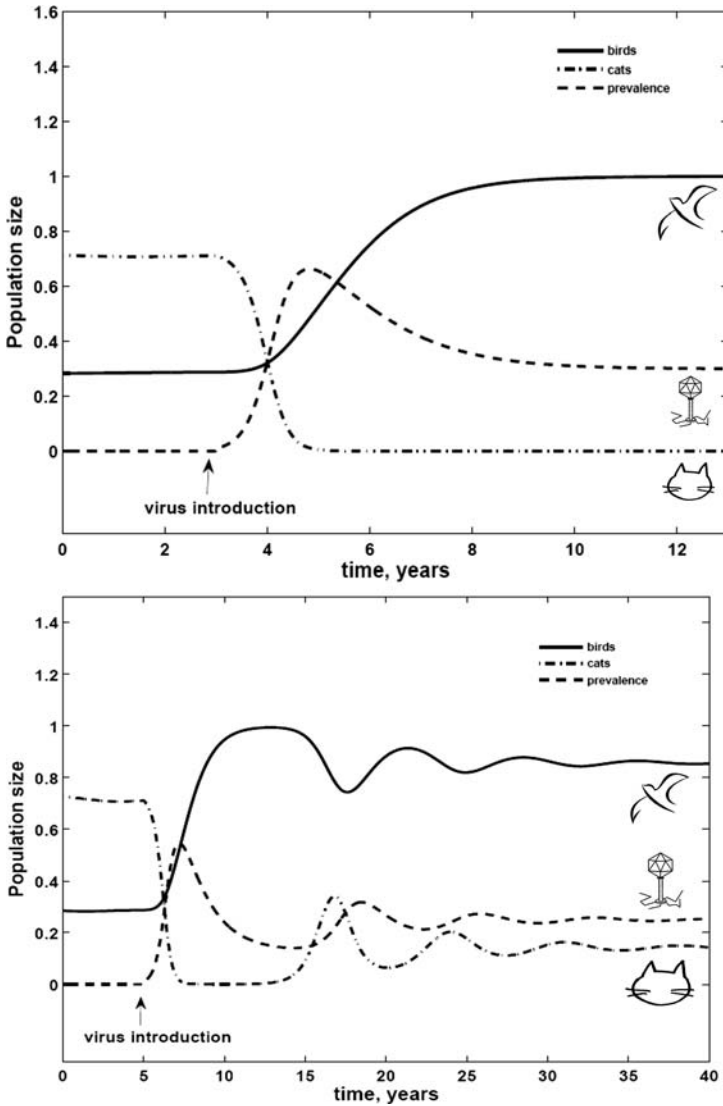 1.6
1.4
1.2
1
0.8
0.6
0.4
0.2
0
Population size
birds
cats
prevalence
virus introduction
0 2 4 6 8 10 12
time, years
1.4
1.2
1
0.8
0.6
0.4
0.2
0
Population size
birds
cats
prevalence
virus introduction
0 5 10 15 20 25 30 35 40
time, years